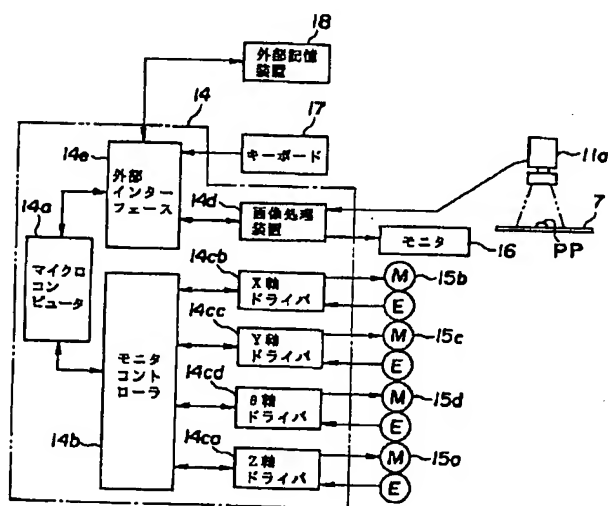 18
外部記憶
装置
14
17
14e
外部
インター
フェース
キーボード
11a
14a
14d
画像処理
装置
7
マイクロ
コン
ピュータ
モニタ
16
PP
14cb
X軸
ドライバ
M
15b
E
14cc
Y軸
ドライバ
M
15c
E
モニタ
コント
ローラ
14cd
θ軸
ドライバ
M
15d
E
14b
14ca
Z軸
ドライバ
M
15a
E